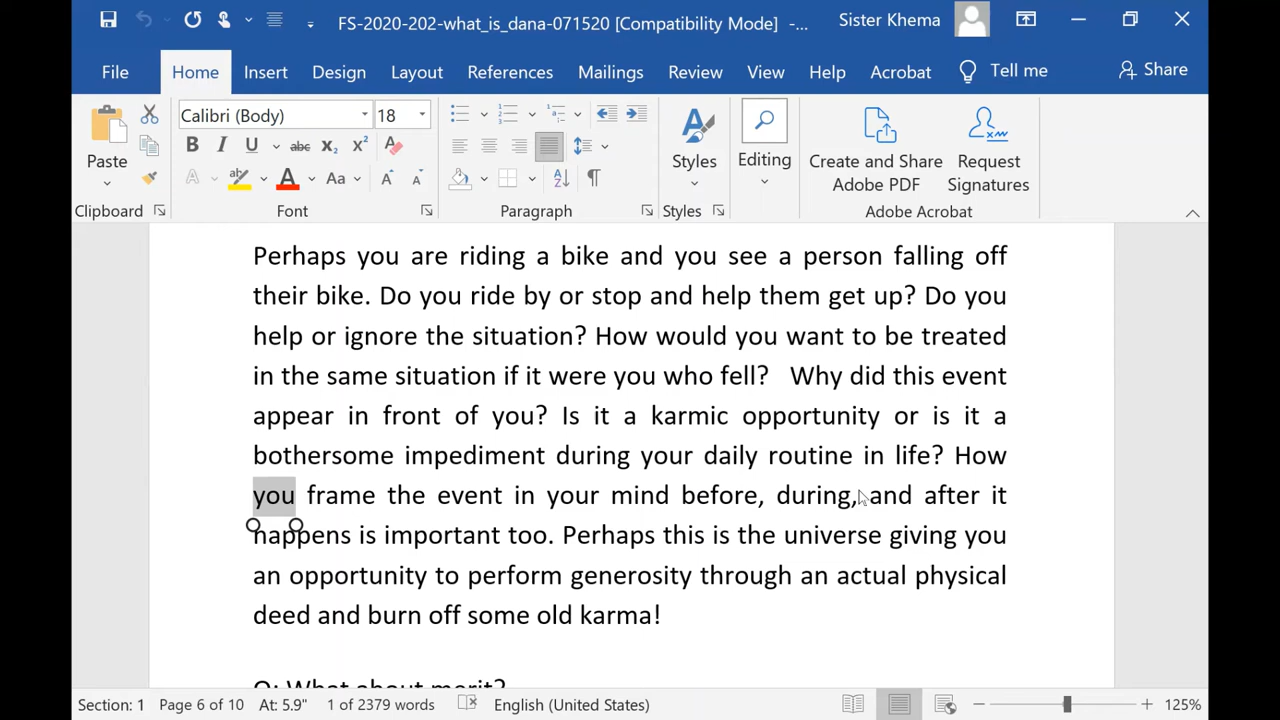 FS-2020-202-what_is_dana-071520 [Compatibility Mode] -... Sister Khema
File Home Insert Design Layout References Mailings Review View Help Acrobat Tell me Share
Calibri (Body) 18
Paste Styles Editing Create and Share Adobe PDF Request Signatures
Clipboard Font Paragraph Styles Adobe Acrobat
Perhaps you are riding a bike and you see a person falling off
their bike. Do you ride by or stop and help them get up? Do you
help or ignore the situation? How would you want to be treated
in the same situation if it were you who fell? Why did this event
appear in front of you? Is it a karmic opportunity or is it a
bothersome impediment during your daily routine in life? How
you frame the event in your mind before, during, and after it
happens is important too. Perhaps this is the universe giving you
an opportunity to perform generosity through an actual physical
deed and burn off some old karma!
Q: What about merit?
Section: 1 Page 6 of 10 At: 5.9" 1 of 2379 words English (United States) 125%